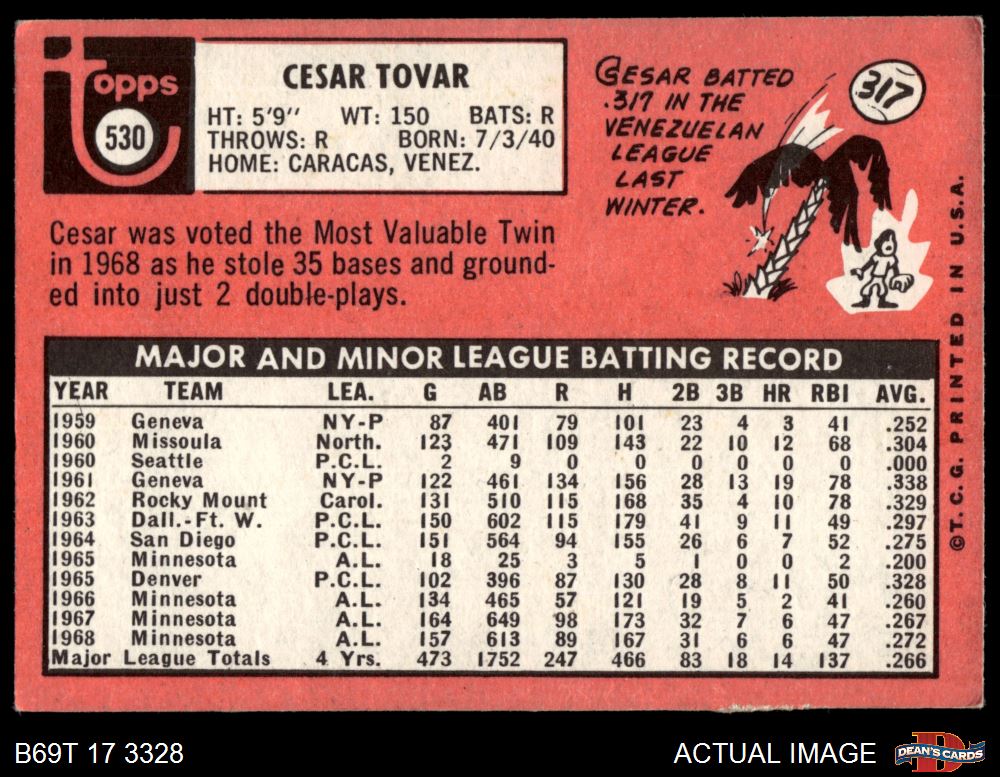 topps
530
CESAR TOVAR
HT: 5'9" WT: 150 BATS: R
THROWS: R BORN: 7/3/40
HOME: CARACAS, VENEZ.
CESAR BATTED
.317 IN THE
VENEZUELAN
LEAGUE
LAST
WINTER.
317
Cesar was voted the Most Valuable Twin
in 1968 as he stole 35 bases and ground-
ed into just 2 double-plays.
MAJOR AND MINOR LEAGUE BATTING RECORD
YEAR TEAM LEA. G AB R H 2B 3B HR RBI AVG.
1959 Geneva NY-P 87 401 79 101 23 4 3 41 .252
1960 Missoula North. 123 471 109 143 22 10 12 68 .304
1960 Seattle P.C.L. 2 9 0 0 0 0 0 0 .000
1961 Geneva NY-P 122 461 134 156 28 13 19 78 .338
1962 Rocky Mount Carol. 131 510 115 168 35 4 10 78 .329
1963 Dall.-Ft. W. P.C.L. 150 602 115 179 41 9 11 49 .297
1964 San Diego P.C.L. 151 564 94 155 26 6 7 52 .275
1965 Minnesota A.L. 18 25 3 5 1 0 0 2 .200
1965 Denver P.C.L. 102 396 87 130 28 8 11 50 .328
1966 Minnesota A.L. 134 465 57 121 19 5 2 41 .260
1967 Minnesota A.L. 164 649 98 173 32 7 6 47 .267
1968 Minnesota A.L. 157 613 89 167 31 6 6 47 .272
Major League Totals 4 Yrs. 473 1752 247 466 83 18 14 137 .266
©T.C.G. PRINTED IN U.S.A.
B69T 17 3328
ACTUAL IMAGE
D
DEAN'S CARDS